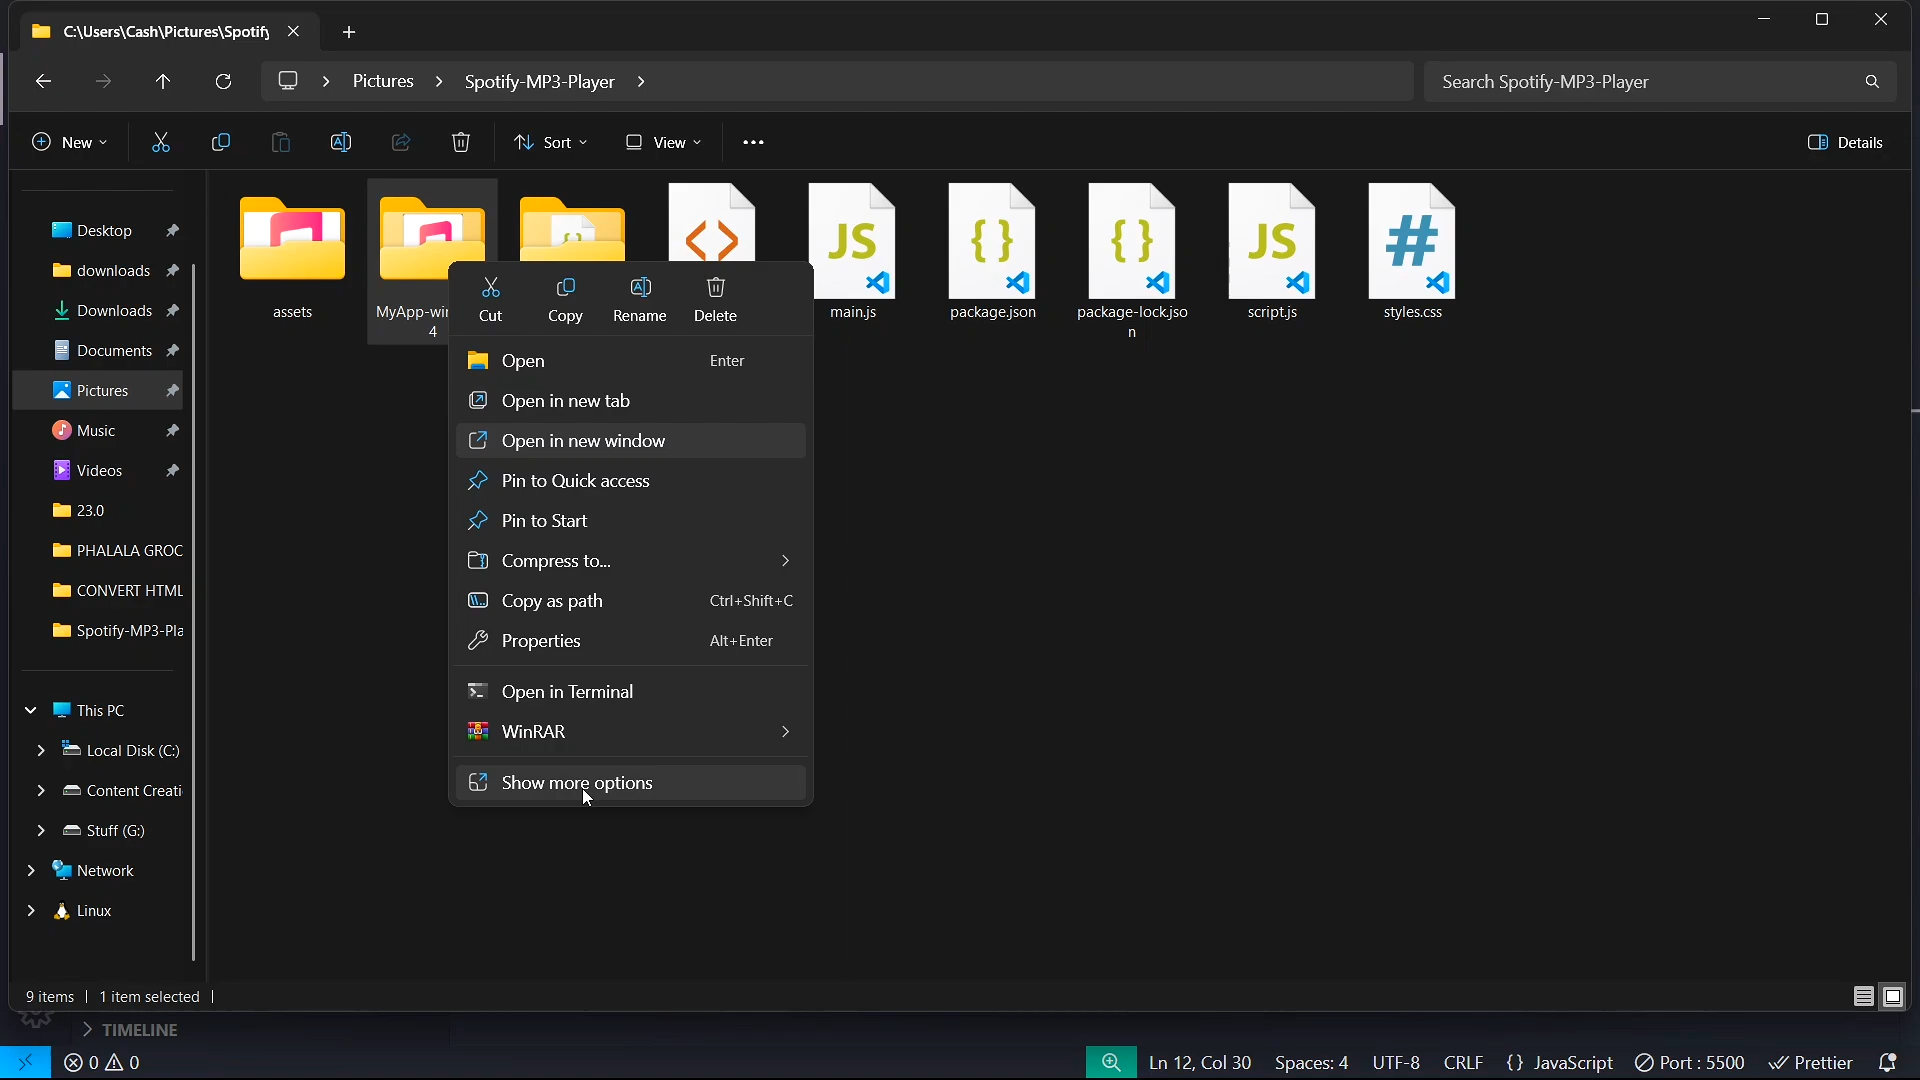 C:\Users\Cash\Pictures\Spotify
Pictures
Spotify-MP3-Player
Search Spotify-MP3-Player
New
Sort
View
Details
Desktop
downloads
Downloads
Documents
Pictures
Music
Videos
23.0
PHALALA GROC
CONVERT HTML
Spotify-MP3-Pla
This PC
Local Disk (C:)
Content Creati
Stuff (G:)
Network
Linux
assets
MyApp-win
4
JS
main.js
{ }
package.json
{ }
package-lock.jso
n
JS
script.js
#
styles.css
Cut
Copy
Rename
Delete
Open Enter
Open in new tab
Open in new window
Pin to Quick access
Pin to Start
Compress to...
Copy as path Ctrl+Shift+C
Properties Alt+Enter
Open in Terminal
WinRAR
Show more options
9 items
1 item selected
TIMELINE
0 0
Ln 12, Col 30
Spaces: 4
UTF-8
CRLF
{} JavaScript
Port : 5500
Prettier